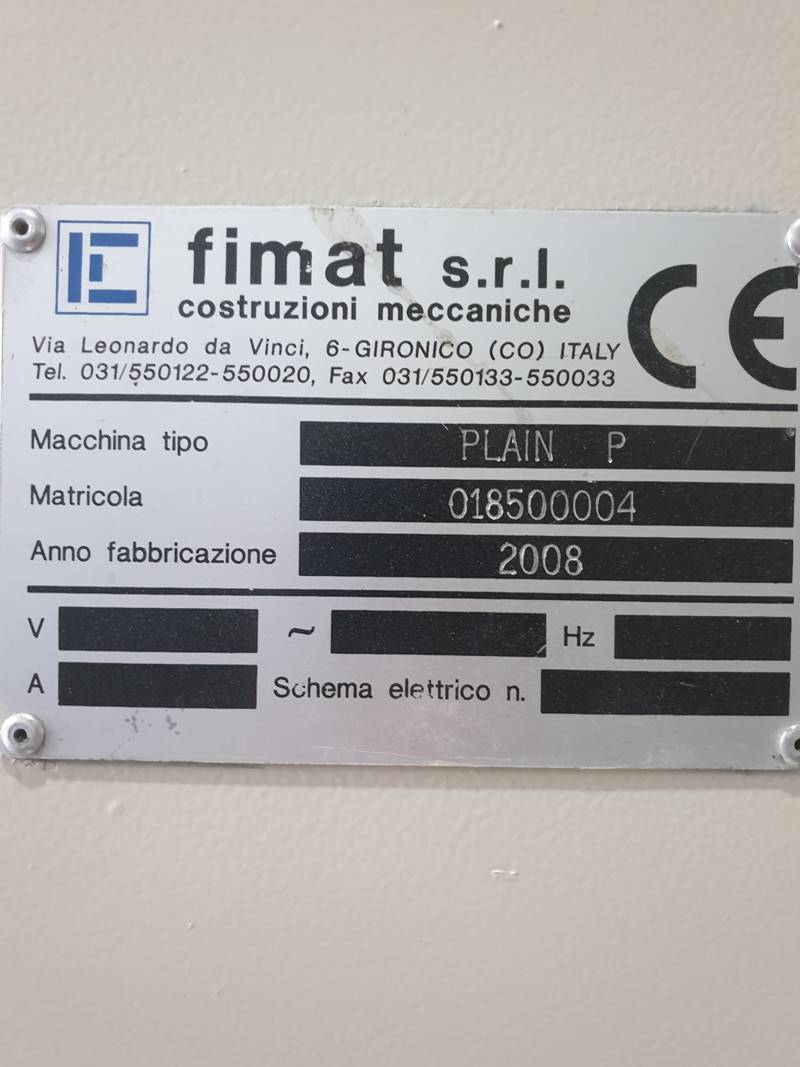 fimat s.r.l.
costruzioni meccaniche
Via Leonardo da Vinci, 6-GIRONICO (CO) ITALY
Tel. 031/550122-550020, Fax 031/550133-550033
CE
Macchina tipo PLAIN P
Matricola 018500004
Anno fabbricazione 2008
V ~ Hz
A Schema elettrico n.